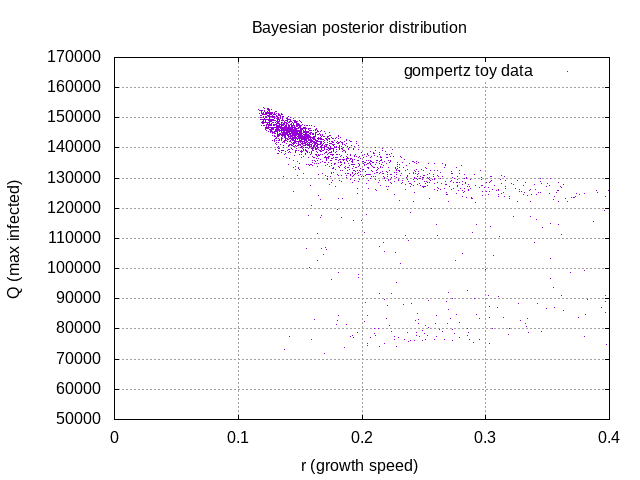 Bayesian posterior distribution
gompertz toy data
170000
160000
150000
140000
130000
120000
110000
100000
90000
80000
70000
60000
50000
Q (max infected)
0 0.1 0.2 0.3 0.4
r (growth speed)